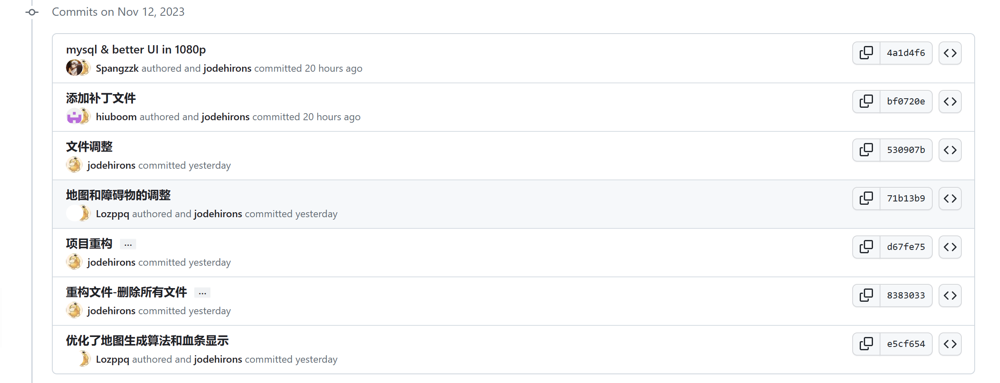 Commits on Nov 12, 2023
mysql & better UI in 1080p
4a1d4f6
Spangzzk authored and jodehirons committed 20 hours ago
添加补丁文件
bf0720e
hiuboom authored and jodehirons committed 20 hours ago
文件调整
530907b
jodehirons committed yesterday
地图和障碍物的调整
71b13b9
Lozppq authored and jodehirons committed yesterday
项目重构 ...
d67fe75
jodehirons committed yesterday
重构文件-删除所有文件 ...
8383033
jodehirons committed yesterday
优化了地图生成算法和血条显示
e5cf654
Lozppq authored and jodehirons committed yesterday